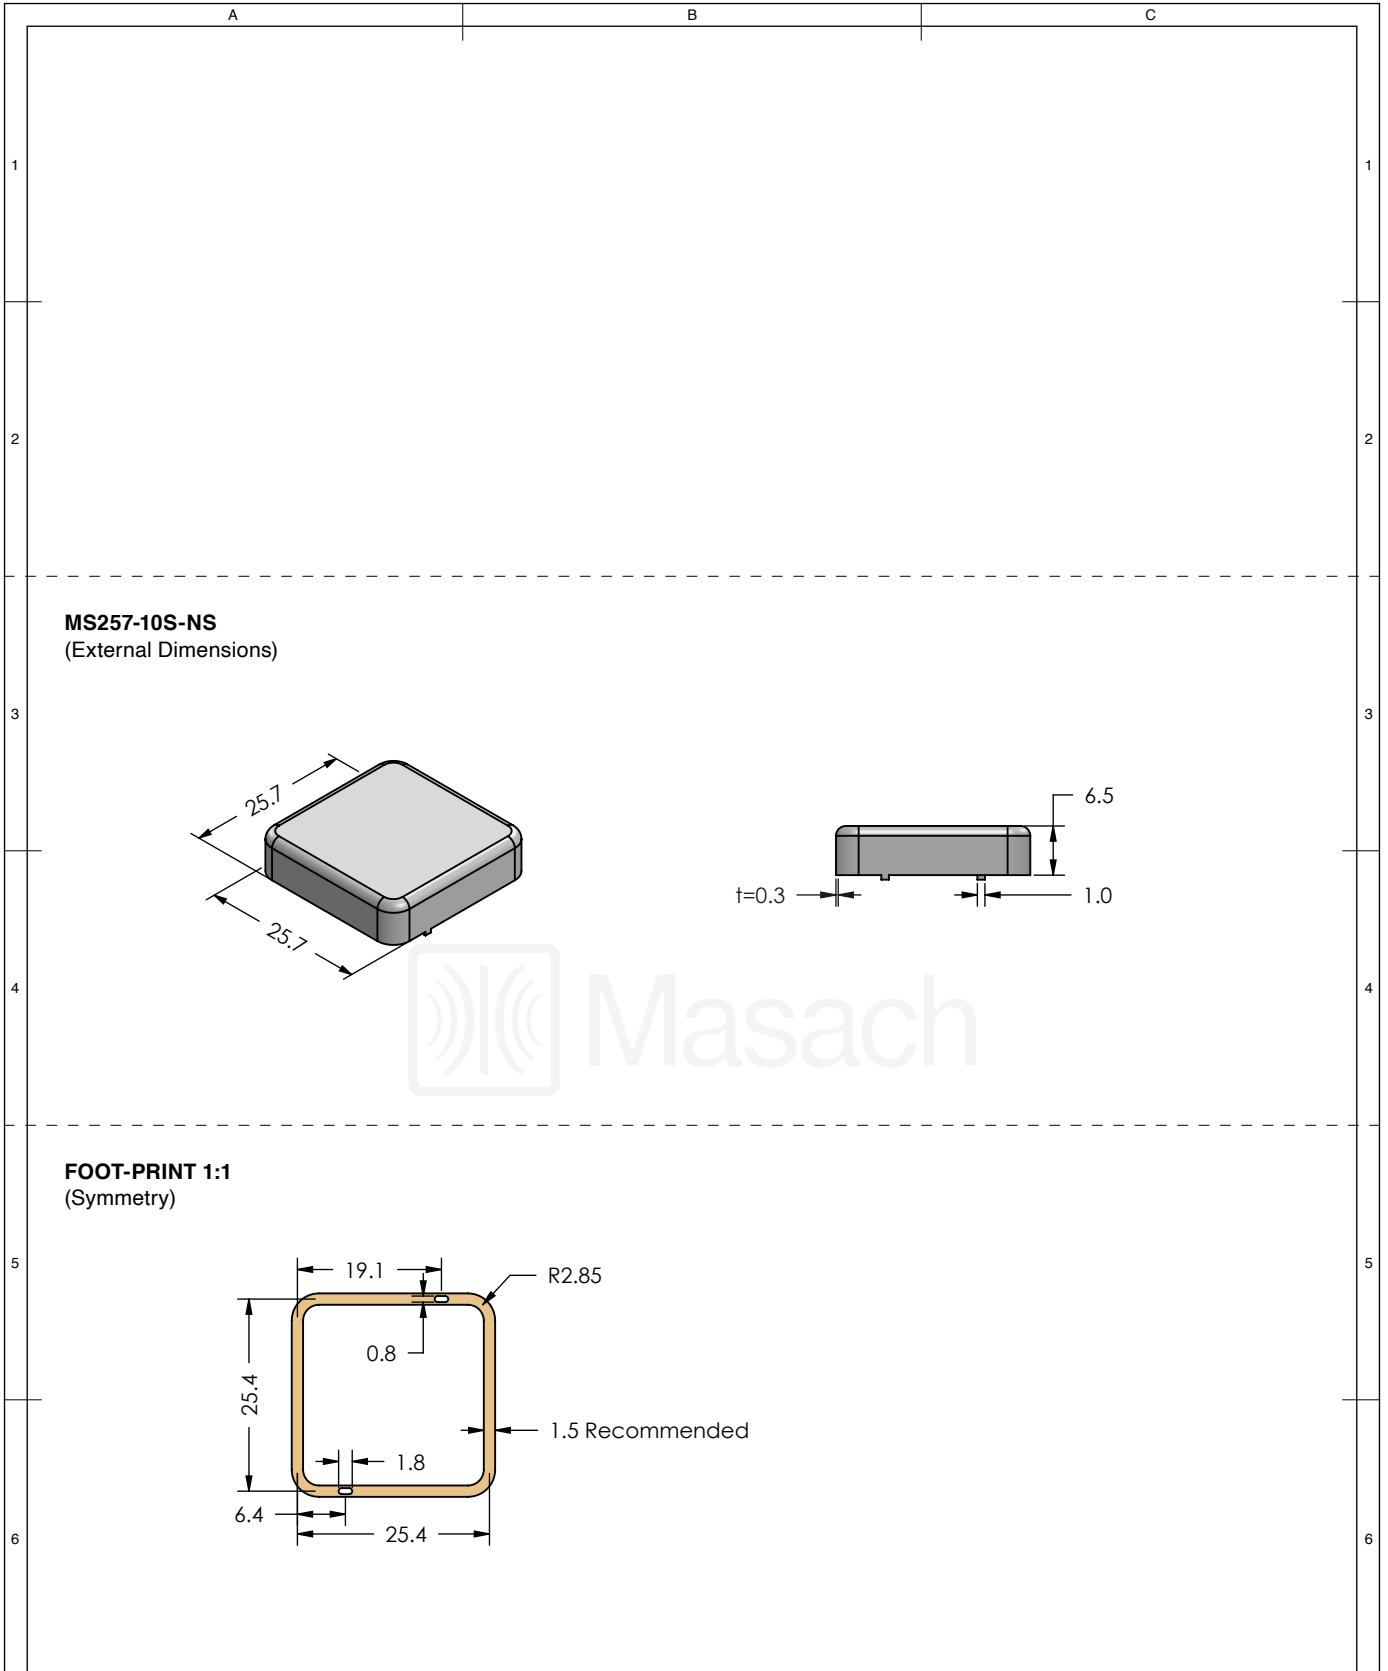 A B C
1 1
2 2
MS257-10S-NS
(External Dimensions)
3 3
25.7
6.5
t=0.3
1.0
25.7
4 4
Masach
FOOT-PRINT 1:1
(Symmetry)
5 5
19.1
R2.85
0.8
25.4
1.5 Recommended
1.8
6.4
25.4
6 6